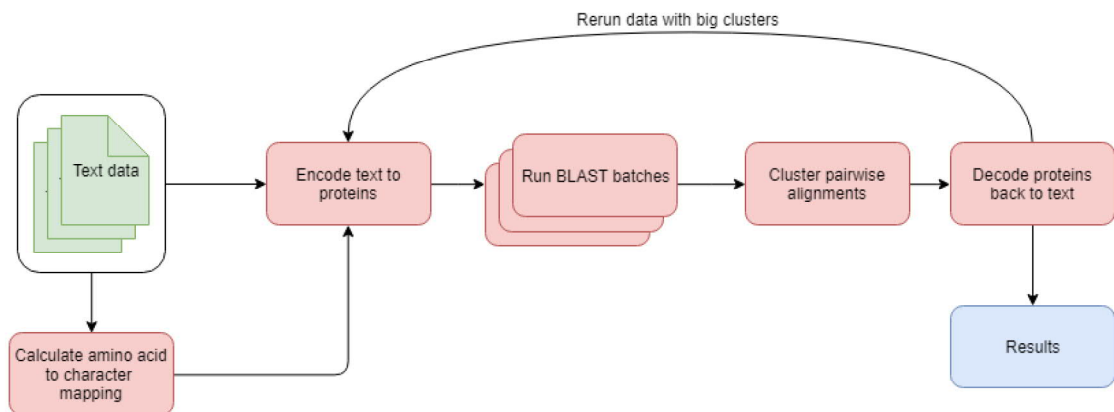 Rerun data with big clusters
Text data
Encode text to
proteins
Run BLAST batches
Cluster pairwise
alignments
Decode proteins
back to text
Calculate amino acid
to character
mapping
Results